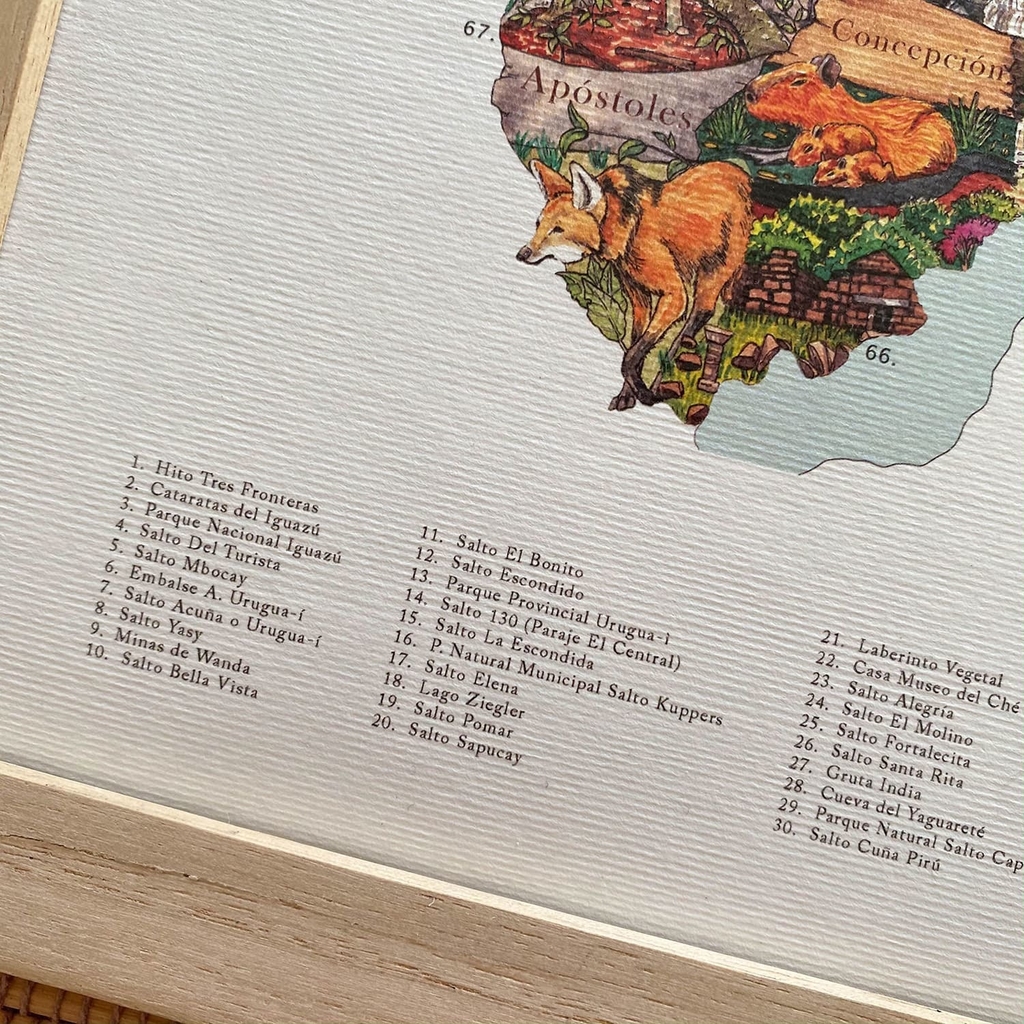 67.
Concepción
Apóstoles
66.
1. Hito Tres Fronteras
2. Cataratas del Iguazú
3. Parque Nacional Iguazú
4. Salto Del Turista
5. Salto Mbocay
6. Embalse A. Urugua-í
7. Salto Acuña o Urugua-í
8. Salto Yasy
9. Minas de Wanda
10. Salto Bella Vista
11. Salto El Bonito
12. Salto Escondido
13. Parque Provincial Urugua-i
14. Salto 130 (Paraje El Central)
15. Salto La Escondida
16. P. Natural Municipal Salto Kuppers
17. Salto Elena
18. Lago Ziegler
19. Salto Pomar
20. Salto Sapucay
21. Laberinto Vegetal
22. Casa Museo del Ché
23. Salto Alegría
24. Salto El Molino
25. Salto Fortalecita
26. Salto Santa Rita
27. Gruta India
28. Cueva del Yaguareté
29. Parque Natural Salto Cap
30. Salto Cuña Pirú